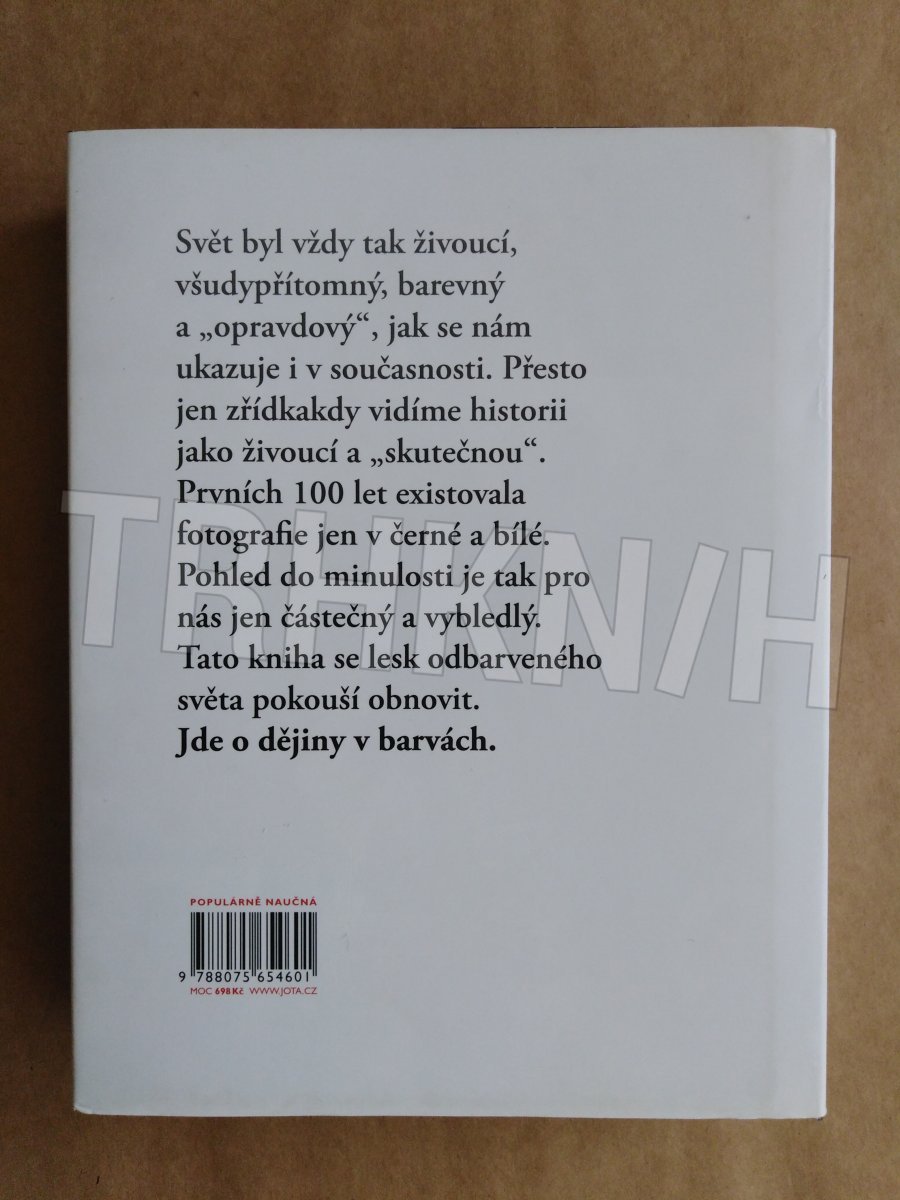 Svět byl vždy tak živoucí,
všudypřítomný, barevný
a „opravdový“, jak se nám
ukazuje i v současnosti. Přesto
jen zřídkakdy vidíme historii
jako živoucí a „skutečnou“.
Prvních 100 let existovala
fotografie jen v černé a bílé.
Pohled do minulosti je tak pro
nás jen částečný a vybledlý.
Tato kniha se lesk odbarveného
světa pokouší obnovit.
Jde o dějiny v barvách.
TRHKNIH
POPULÁRNĚ NAUČNÁ
9 788075 654601
MOC 698 Kč WWW.JOTA.CZ